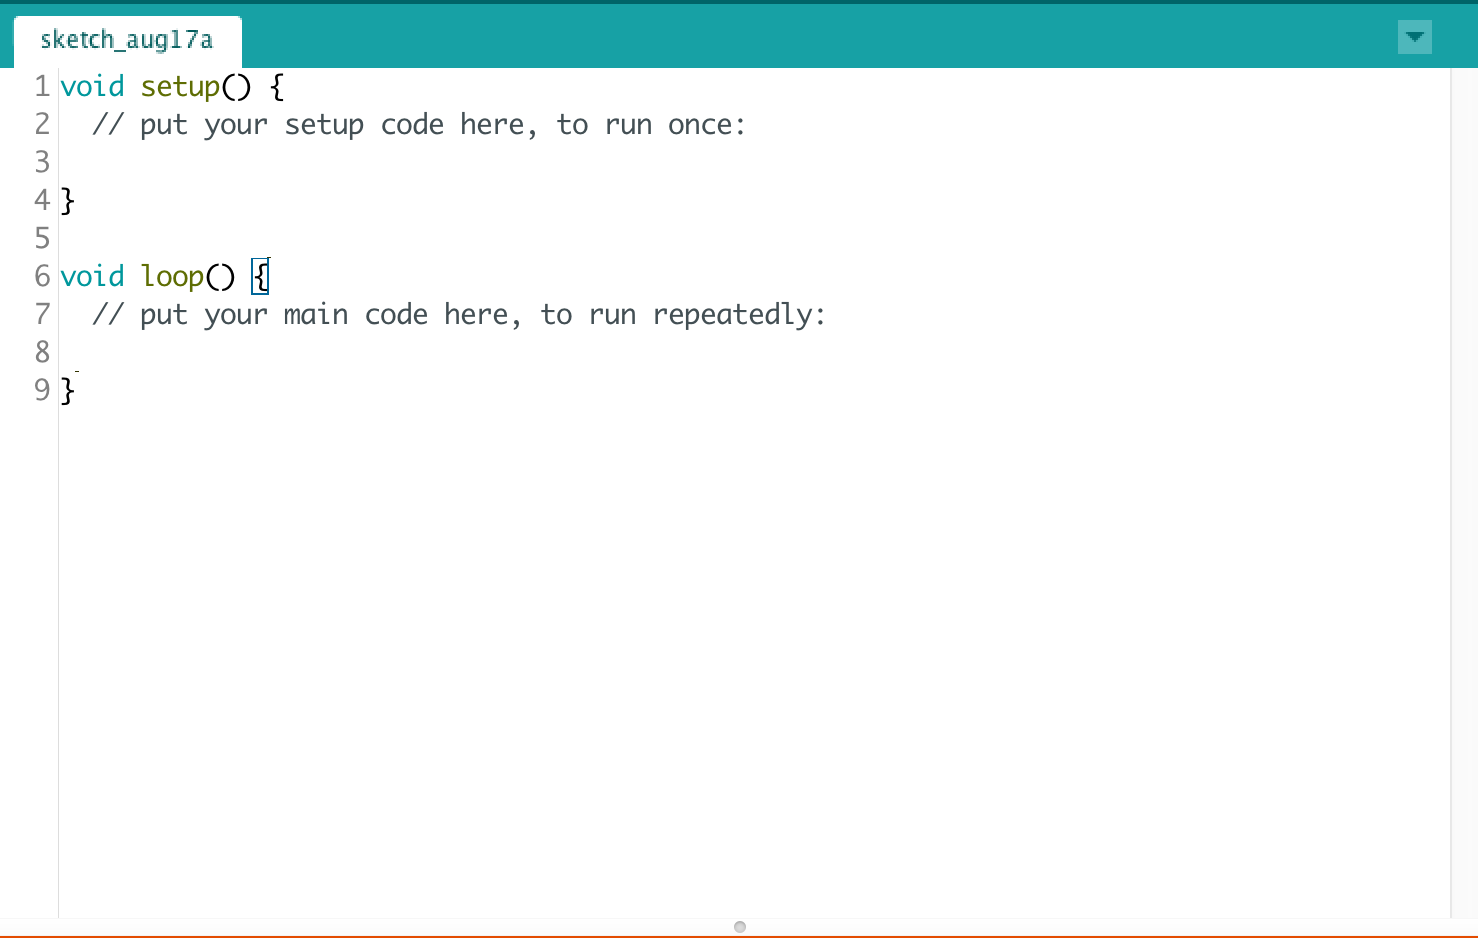 sketch_aug17a
1 void setup() {
2   // put your setup code here, to run once:
3
4 }
5
6 void loop() {
7   // put your main code here, to run repeatedly:
8
9 }